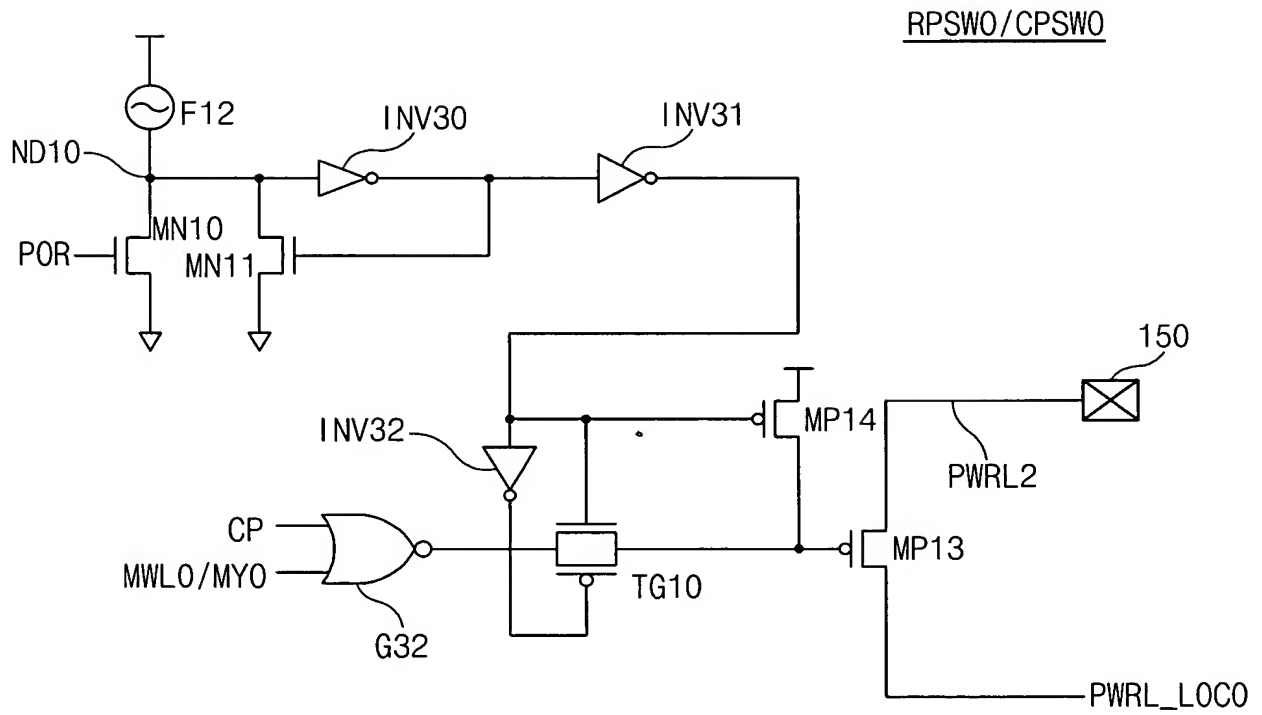 RPSW0/CPSW0
F12
INV30
INV31
ND10
MN10
POR
MN11
150
INV32
MP14
PWRL2
CP
MP13
MWL0/MY0
TG10
G32
PWRL_LOC0